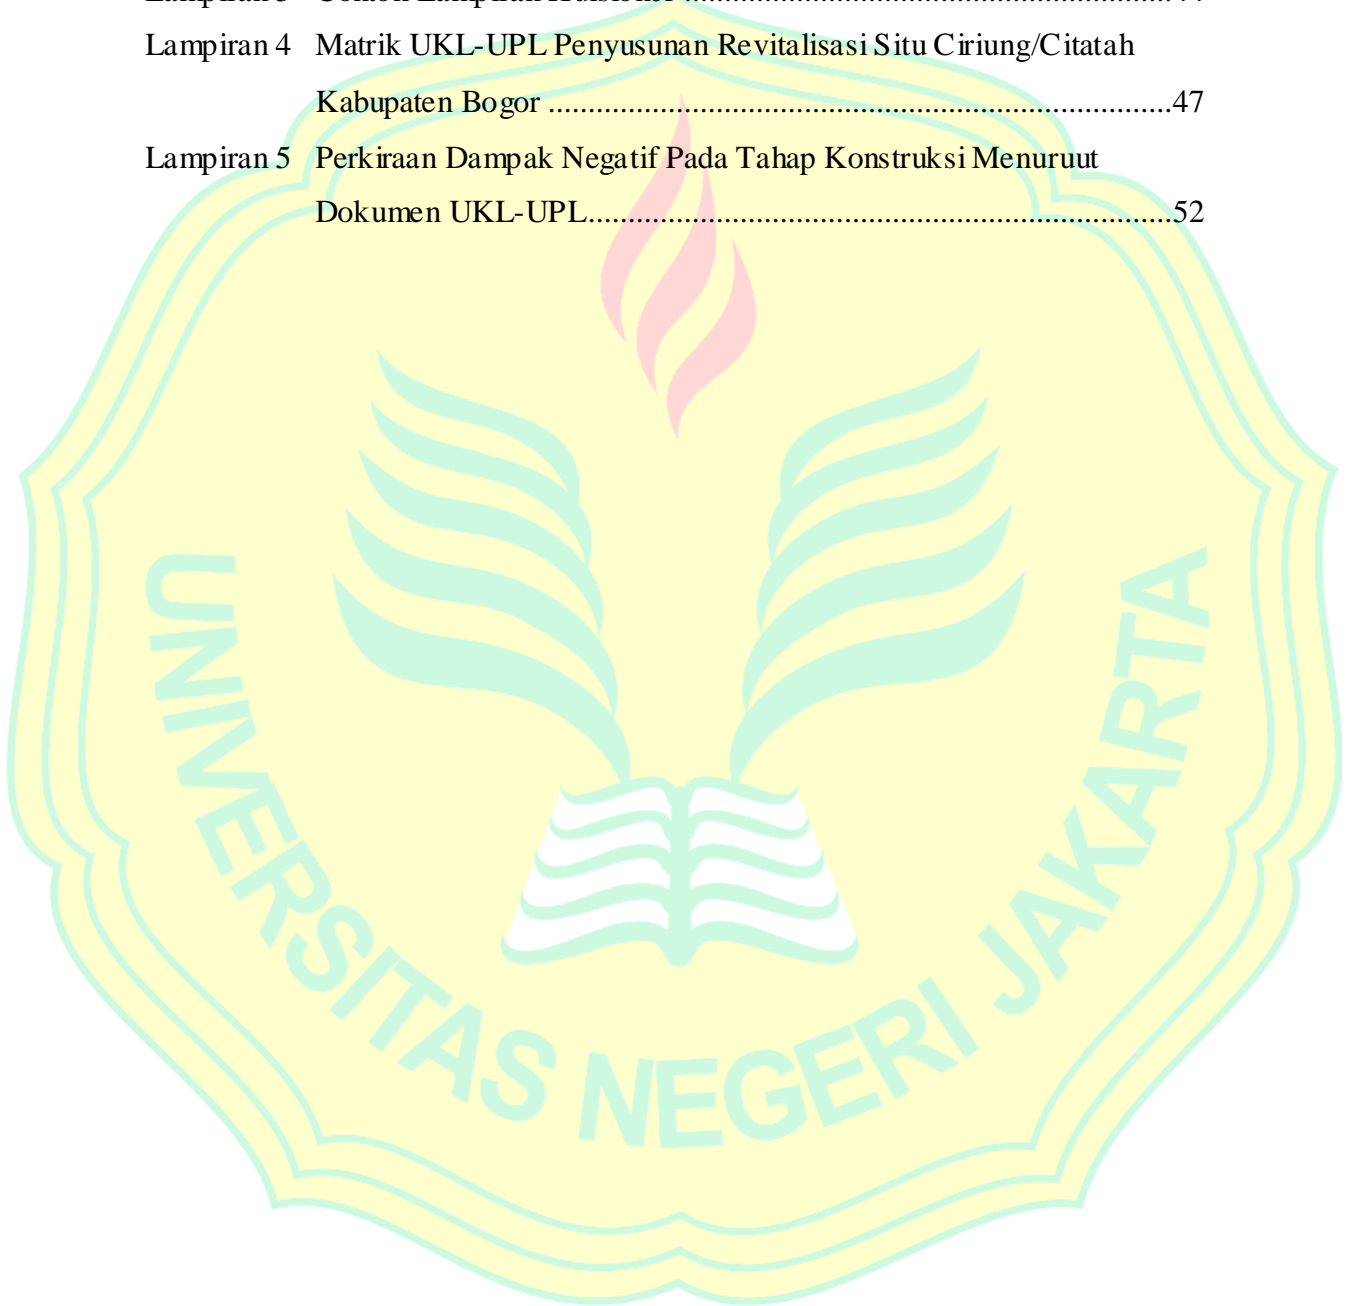 Lampiran 4 Matrik UKL-UPL Penyusunan Revitalisasi Situ Ciriung/Citatah
Kabupaten Bogor ............................................................................47
Lampiran 5 Perkiraan Dampak Negatif Pada Tahap Konstruksi Menuruut
Dokumen UKL-UPL.......................................................................52
UNIVERSITAS NEGERI JAKARTA